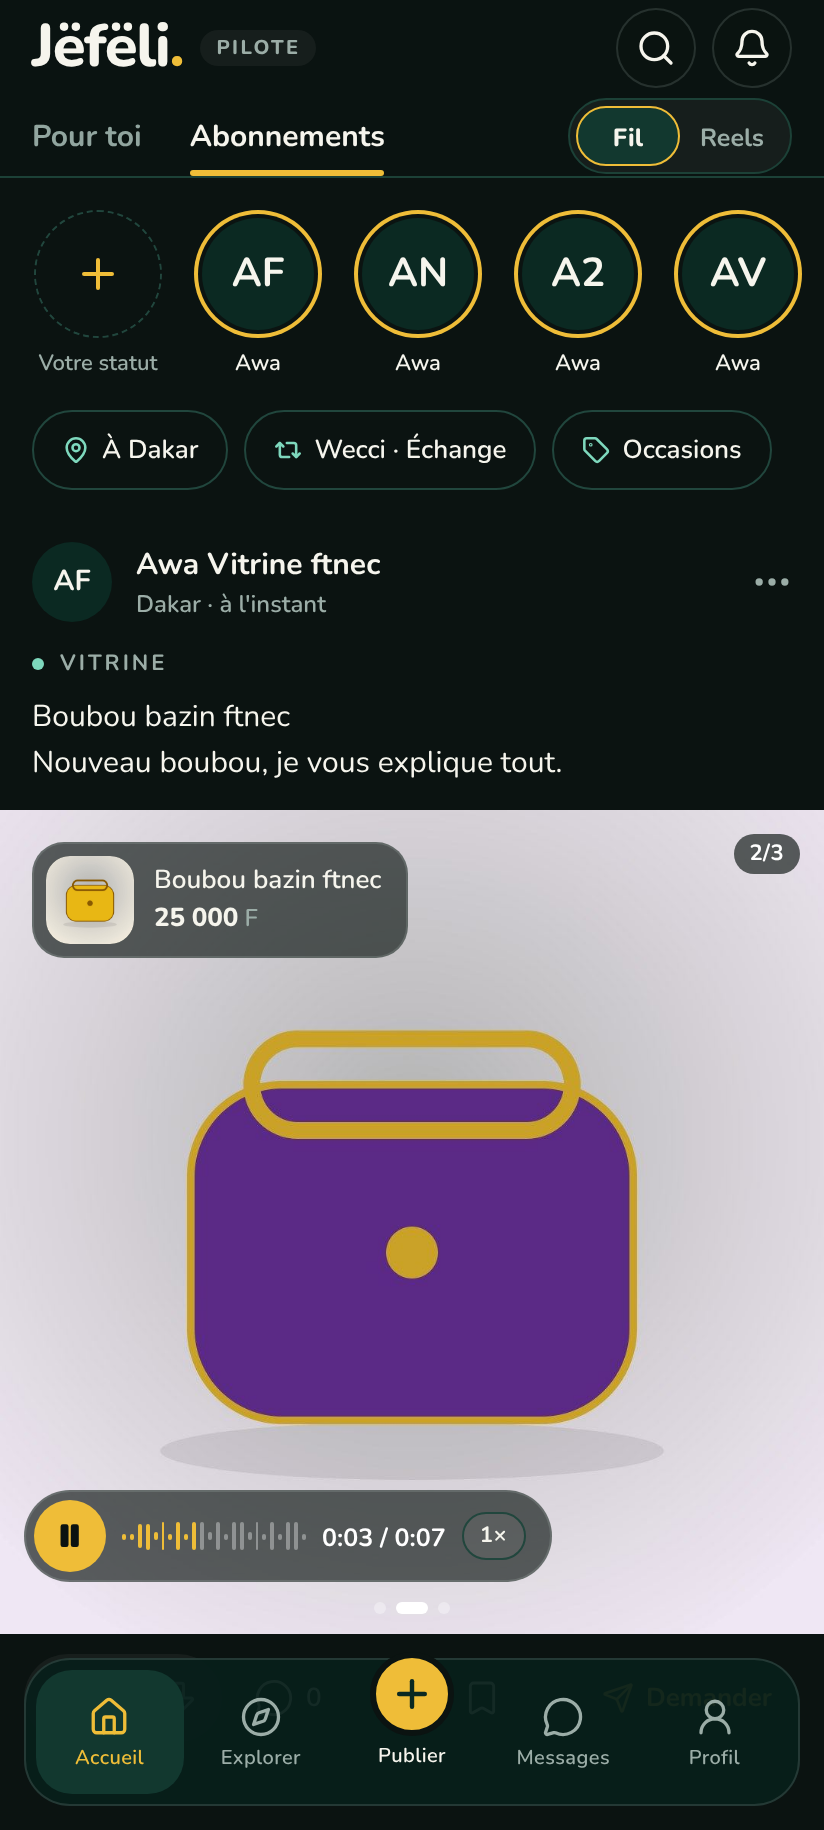 Jëfëli.
PILOTE
Pour toi
Abonnements
Fil
Reels
AF
AN
A2
AV
Votre statut
Awa
Awa
Awa
Awa
À Dakar
Wecci · Échange
Occasions
AF
Awa Vitrine ftnec
Dakar · à l'instant
VITRINE
Boubou bazin ftnec
Nouveau boubou, je vous explique tout.
2/3
Boubou bazin ftnec
25 000 F
0:03 / 0:07
1×
0
Demander
Accueil
Explorer
Publier
Messages
Profil